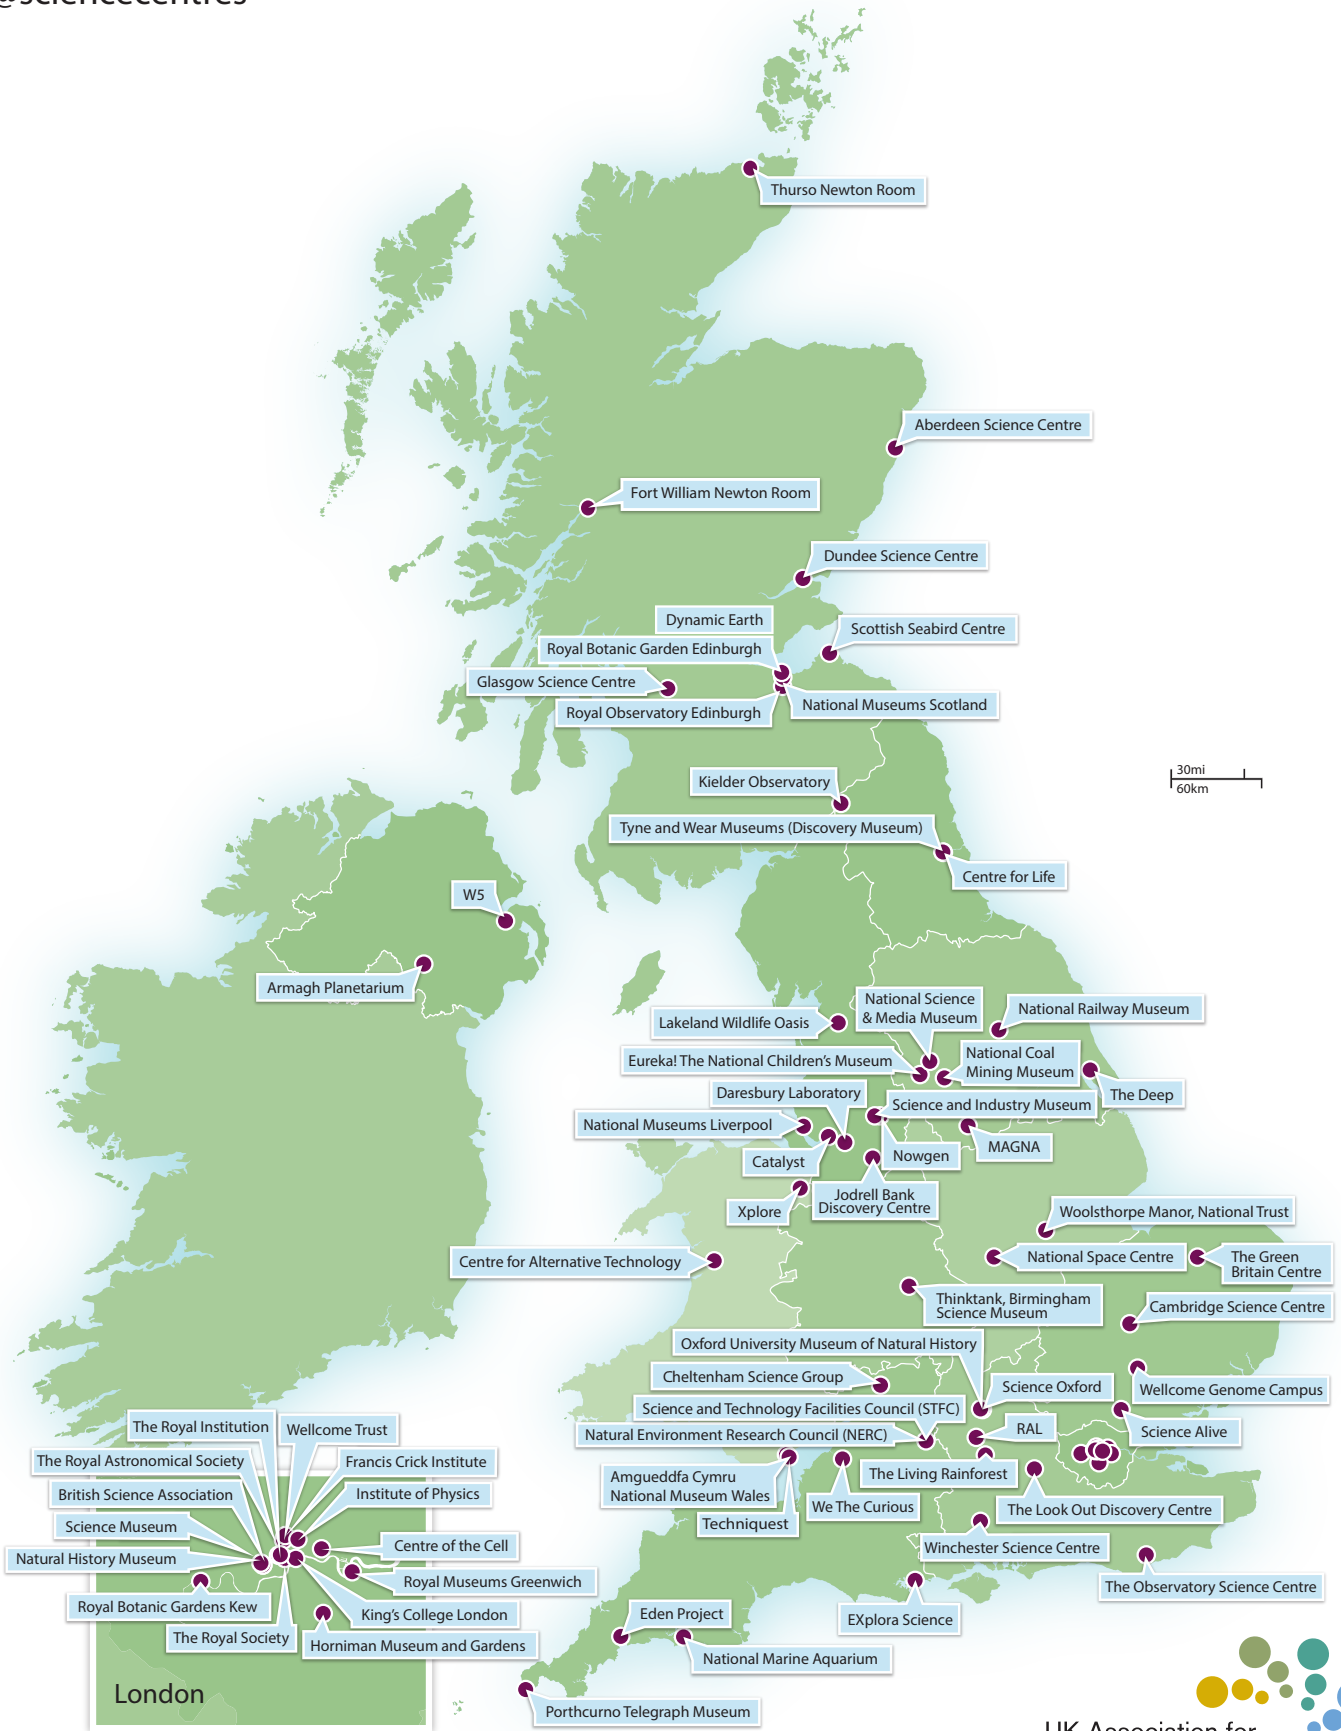 @sciencecentres
Thurso Newton Room
Aberdeen Science Centre
Fort William Newton Room
Dundee Science Centre
Dynamic Earth
Scottish Seabird Centre
Royal Botanic Garden Edinburgh
Glasgow Science Centre
National Museums Scotland
Royal Observatory Edinburgh
30mi
60km
Kielder Observatory
Tyne and Wear Museums (Discovery Museum)
Centre for Life
W5
Armagh Planetarium
National Science
& Media Museum
National Railway Museum
Lakeland Wildlife Oasis
Eureka! The National Children's Museum
National Coal
Mining Museum
The Deep
Daresbury Laboratory
Science and Industry Museum
National Museums Liverpool
MAGNA
Nowgen
Catalyst
Jodrell Bank
Discovery Centre
Xplore
Woolsthorpe Manor, National Trust
Centre for Alternative Technology
National Space Centre
The Green
Britain Centre
Thinktank, Birmingham
Science Museum
Cambridge Science Centre
Oxford University Museum of Natural History
Cheltenham Science Group
Science Oxford
Wellcome Genome Campus
Science and Technology Facilities Council (STFC)
Natural Environment Research Council (NERC)
RAL
Science Alive
Amgueddfa Cymru
National Museum Wales
The Living Rainforest
We The Curious
The Look Out Discovery Centre
Techniquest
Winchester Science Centre
The Observatory Science Centre
EXplora Science
Eden Project
National Marine Aquarium
Porthcurno Telegraph Museum
The Royal Institution
Wellcome Trust
The Royal Astronomical Society
Francis Crick Institute
British Science Association
Institute of Physics
Science Museum
Centre of the Cell
Natural History Museum
Royal Museums Greenwich
Royal Botanic Gardens Kew
King's College London
The Royal Society
Horniman Museum and Gardens
London
UK Association for